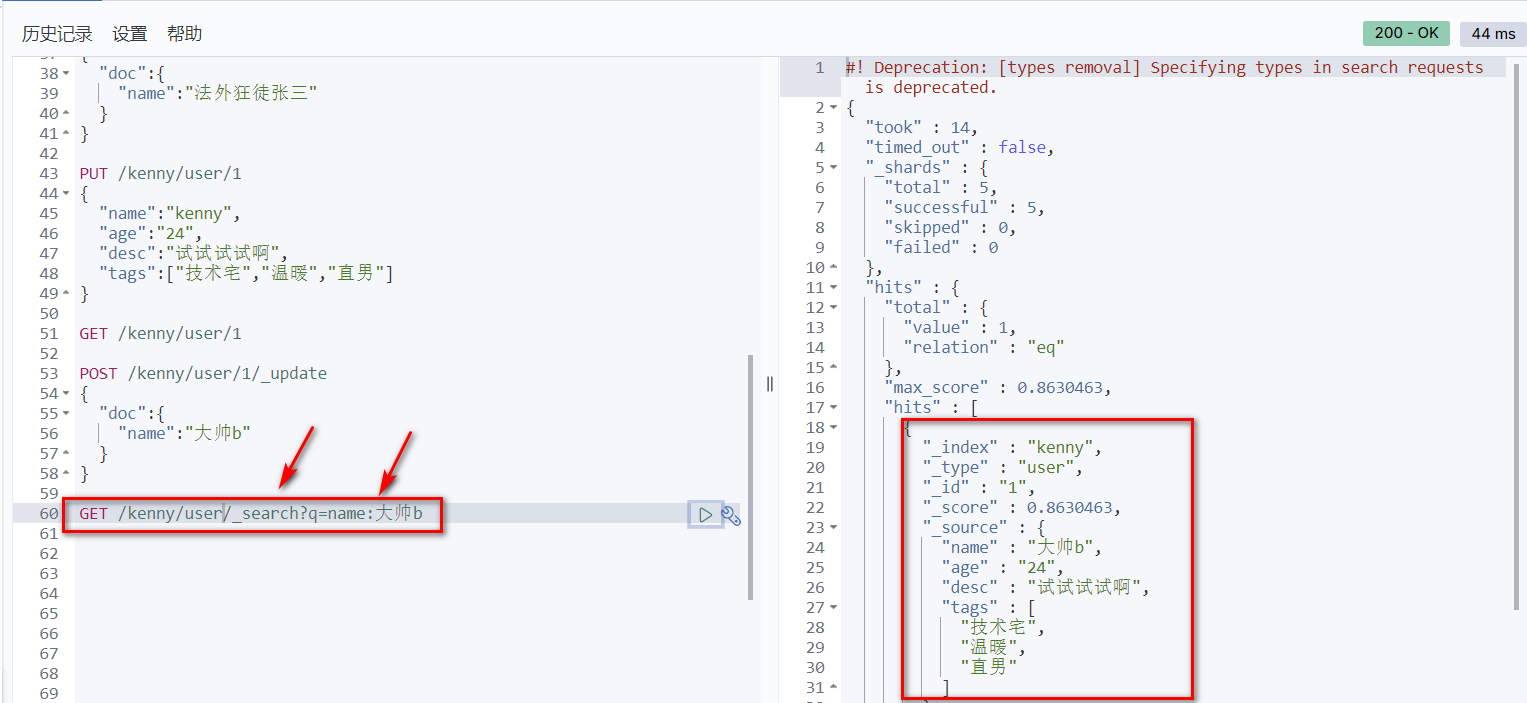 历史记录 设置 帮助
200 - OK
44 ms
38 "doc":{
39 "name":"法外狂徒张三"
40 }
41 }
42
43 PUT /kenny/user/1
44 {
45 "name":"kenny",
46 "age":"24",
47 "desc":"试试试试啊",
48 "tags":["技术宅","温暖","直男"]
49 }
50
51 GET /kenny/user/1
52
53 POST /kenny/user/1/_update
54 {
55 "doc":{
56 "name":"大帅b"
57 }
58 }
59
60 GET /kenny/user/_search?q=name:大帅b
61
62
63
64
65
66
67
68
69
1 #! Deprecation: [types removal] Specifying types in search requests
is deprecated.
2 {
3 "took" : 14,
4 "timed_out" : false,
5 "_shards" : {
6 "total" : 5,
7 "successful" : 5,
8 "skipped" : 0,
9 "failed" : 0
10 },
11 "hits" : {
12 "total" : {
13 "value" : 1,
14 "relation" : "eq"
15 },
16 "max_score" : 0.8630463,
17 "hits" : [
18 {
19 "_index" : "kenny",
20 "_type" : "user",
21 "_id" : "1",
22 "_score" : 0.8630463,
23 "_source" : {
24 "name" : "大帅b",
25 "age" : "24",
26 "desc" : "试试试试啊",
27 "tags" : [
28 "技术宅",
29 "温暖",
30 "直男"
31 ]